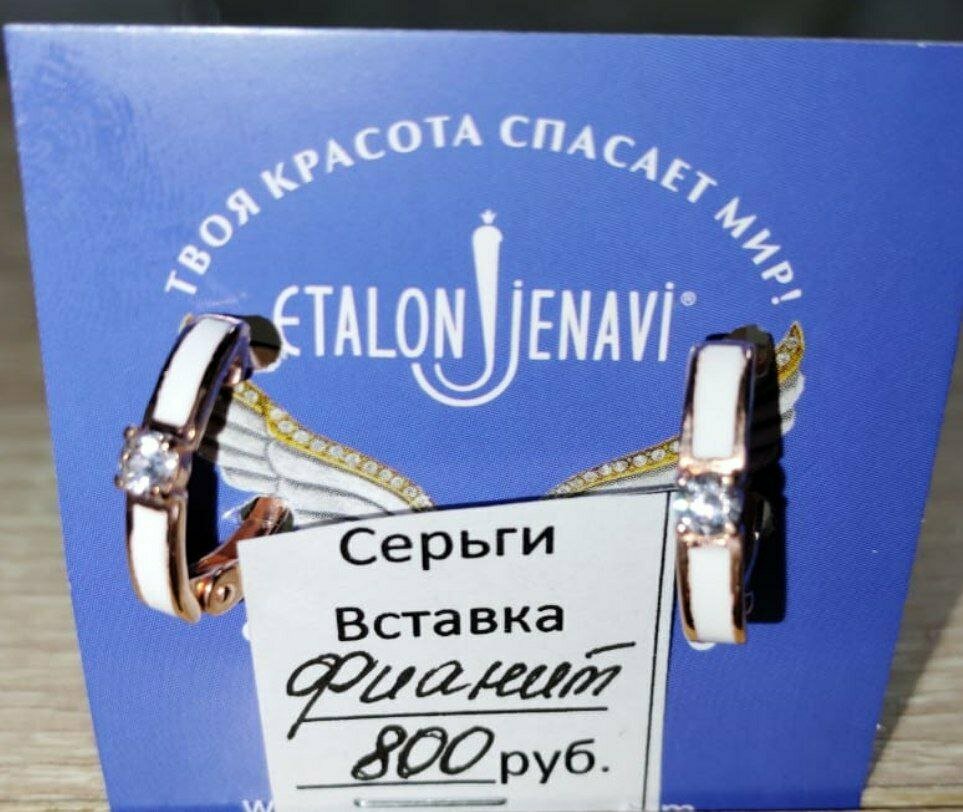 ТВОЯ КРАСОТА СПАСАЕТ МИР!
ETALON JENAVI®
Серьги
Вставка
фианит
800 руб.